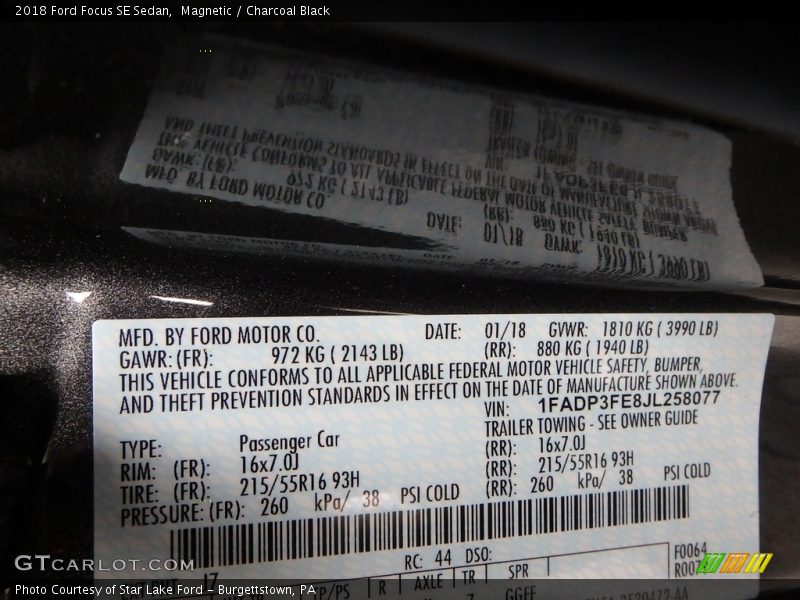 2018 Ford Focus SE Sedan,  Magnetic / Charcoal Black
MFD. BY FORD MOTOR CO. DATE: 01/18 GVWR: 1810 KG ( 3990 LB)
GAWR: (FR): 972 KG ( 2143 LB) (RR): 880 KG ( 1940 LB)
THIS VEHICLE CONFORMS TO ALL APPLICABLE FEDERAL MOTOR VEHICLE SAFETY, BUMPER,
AND THEFT PREVENTION STANDARDS IN EFFECT ON THE DATE OF MANUFACTURE SHOWN ABOVE.
VIN: 1FADP3FE8JL258077
TYPE: Passenger Car TRAILER TOWING - SEE OWNER GUIDE
RIM: (FR): 16x7.0J (RR): 16x7.0J
TIRE: (FR): 215/55R16 93H (RR): 215/55R16 93H
PRESSURE: (FR): 260 kPa/ 38 PSI COLD (RR): 260 kPa/ 38 PSI COLD
RC: 44 DSO: F0064
J7 TP/PS R AXLE TR SPR
GGFF
GTCARLOT.COM
Photo Courtesy of Star Lake Ford – Burgettstown, PA